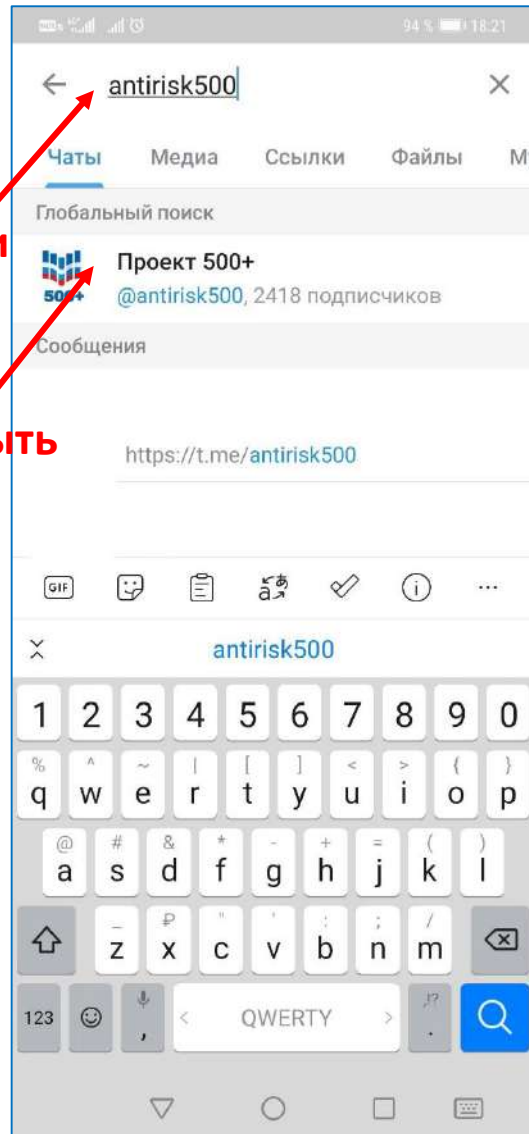 94 % 18:21
antirisk500
Чаты Медиа Ссылки Файлы М
Глобальный поиск
Проект 500+
500+
@antirisk500, 2418 подписчиков
Сообщения
ыть
https://t.me/antirisk500
GIF
antirisk500
1 2 3 4 5 6 7 8 9 0
% ^ ~ | [ ] < > { }
q w e r t y u i o p
@ # & * - + = ( )
a s d f g h j k l
_ ₽ " ' : ; /
z x c v b n m
123 , < QWERTY > ,!? .